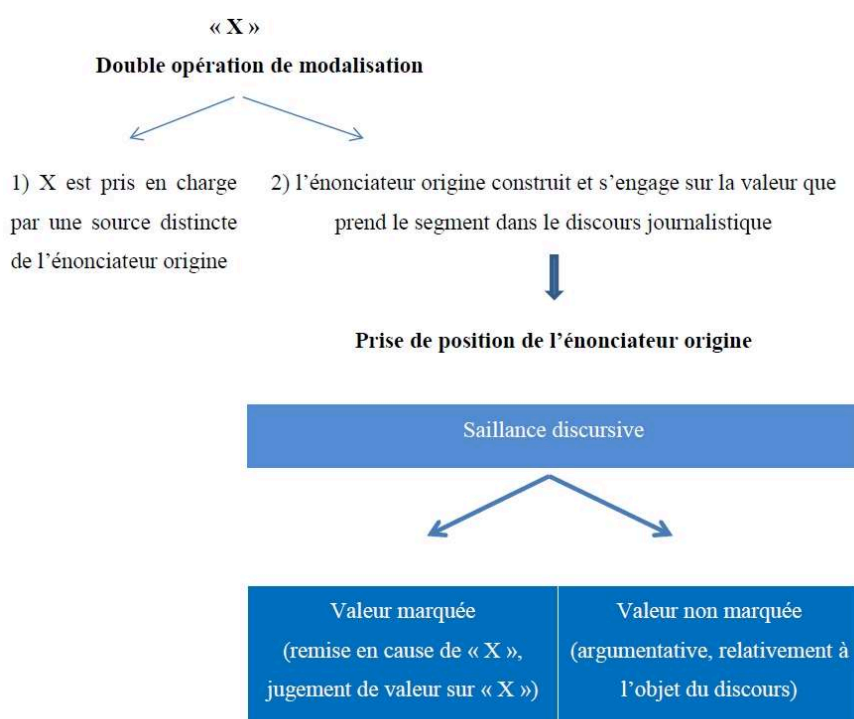 « X »
Double opération de modalisation
1) X est pris en charge
par une source distincte
de l’énonciateur origine
2) l’énonciateur origine construit et s’engage sur la valeur que
prend le segment dans le discours journalistique
Prise de position de l’énonciateur origine
Saillance discursive
Valeur marquée
(remise en cause de « X »,
jugement de valeur sur « X »)
Valeur non marquée
(argumentative, relativement à
l’objet du discours)